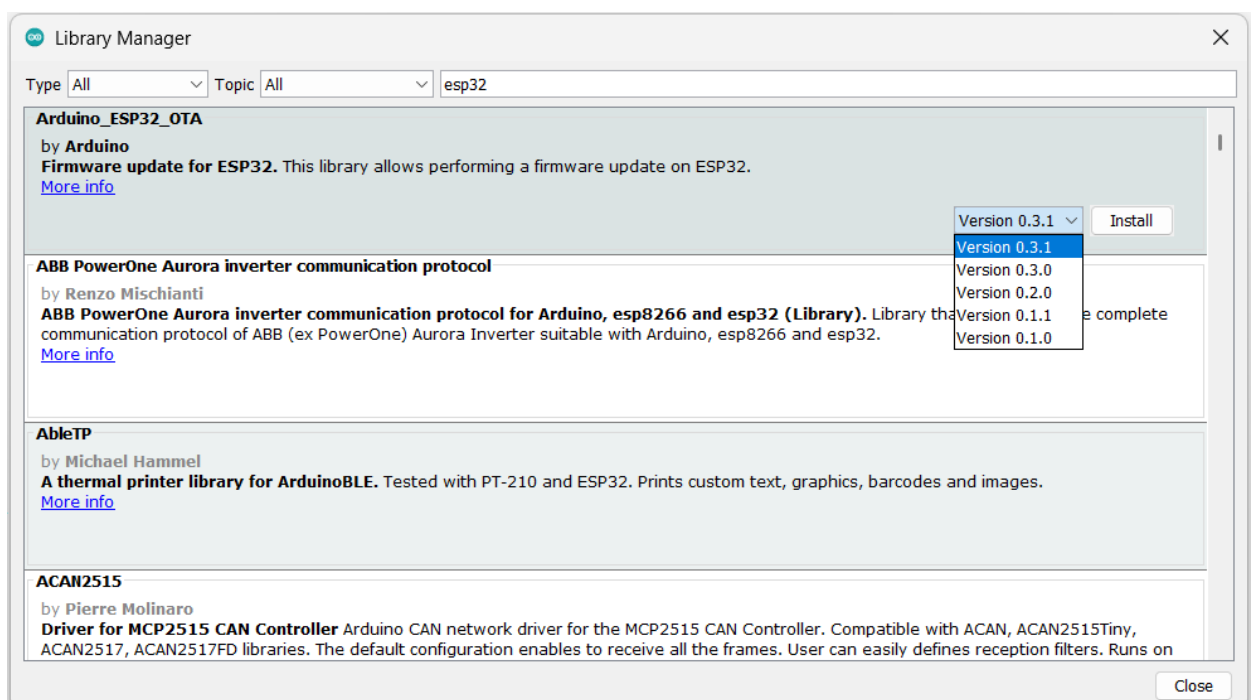 Library Manager
Type All Topic All esp32
Arduino_ESP32_OTA
by Arduino
Firmware update for ESP32. This library allows performing a firmware update on ESP32.
More info
Version 0.3.1 Install
Version 0.3.1
Version 0.3.0
Version 0.2.0
Version 0.1.1
Version 0.1.0
ABB PowerOne Aurora inverter communication protocol
by Renzo Mischianti
ABB PowerOne Aurora inverter communication protocol for Arduino, esp8266 and esp32 (Library). Library tha e complete
communication protocol of ABB (ex PowerOne) Aurora Inverter suitable with Arduino, esp8266 and esp32.
More info
AbleTP
by Michael Hammel
A thermal printer library for ArduinoBLE. Tested with PT-210 and ESP32. Prints custom text, graphics, barcodes and images.
More info
ACAN2515
by Pierre Molinaro
Driver for MCP2515 CAN Controller Arduino CAN network driver for the MCP2515 CAN Controller. Compatible with ACAN, ACAN2515Tiny,
ACAN2517, ACAN2517FD libraries. The default configuration enables to receive all the frames. User can easily defines reception filters. Runs on
Close